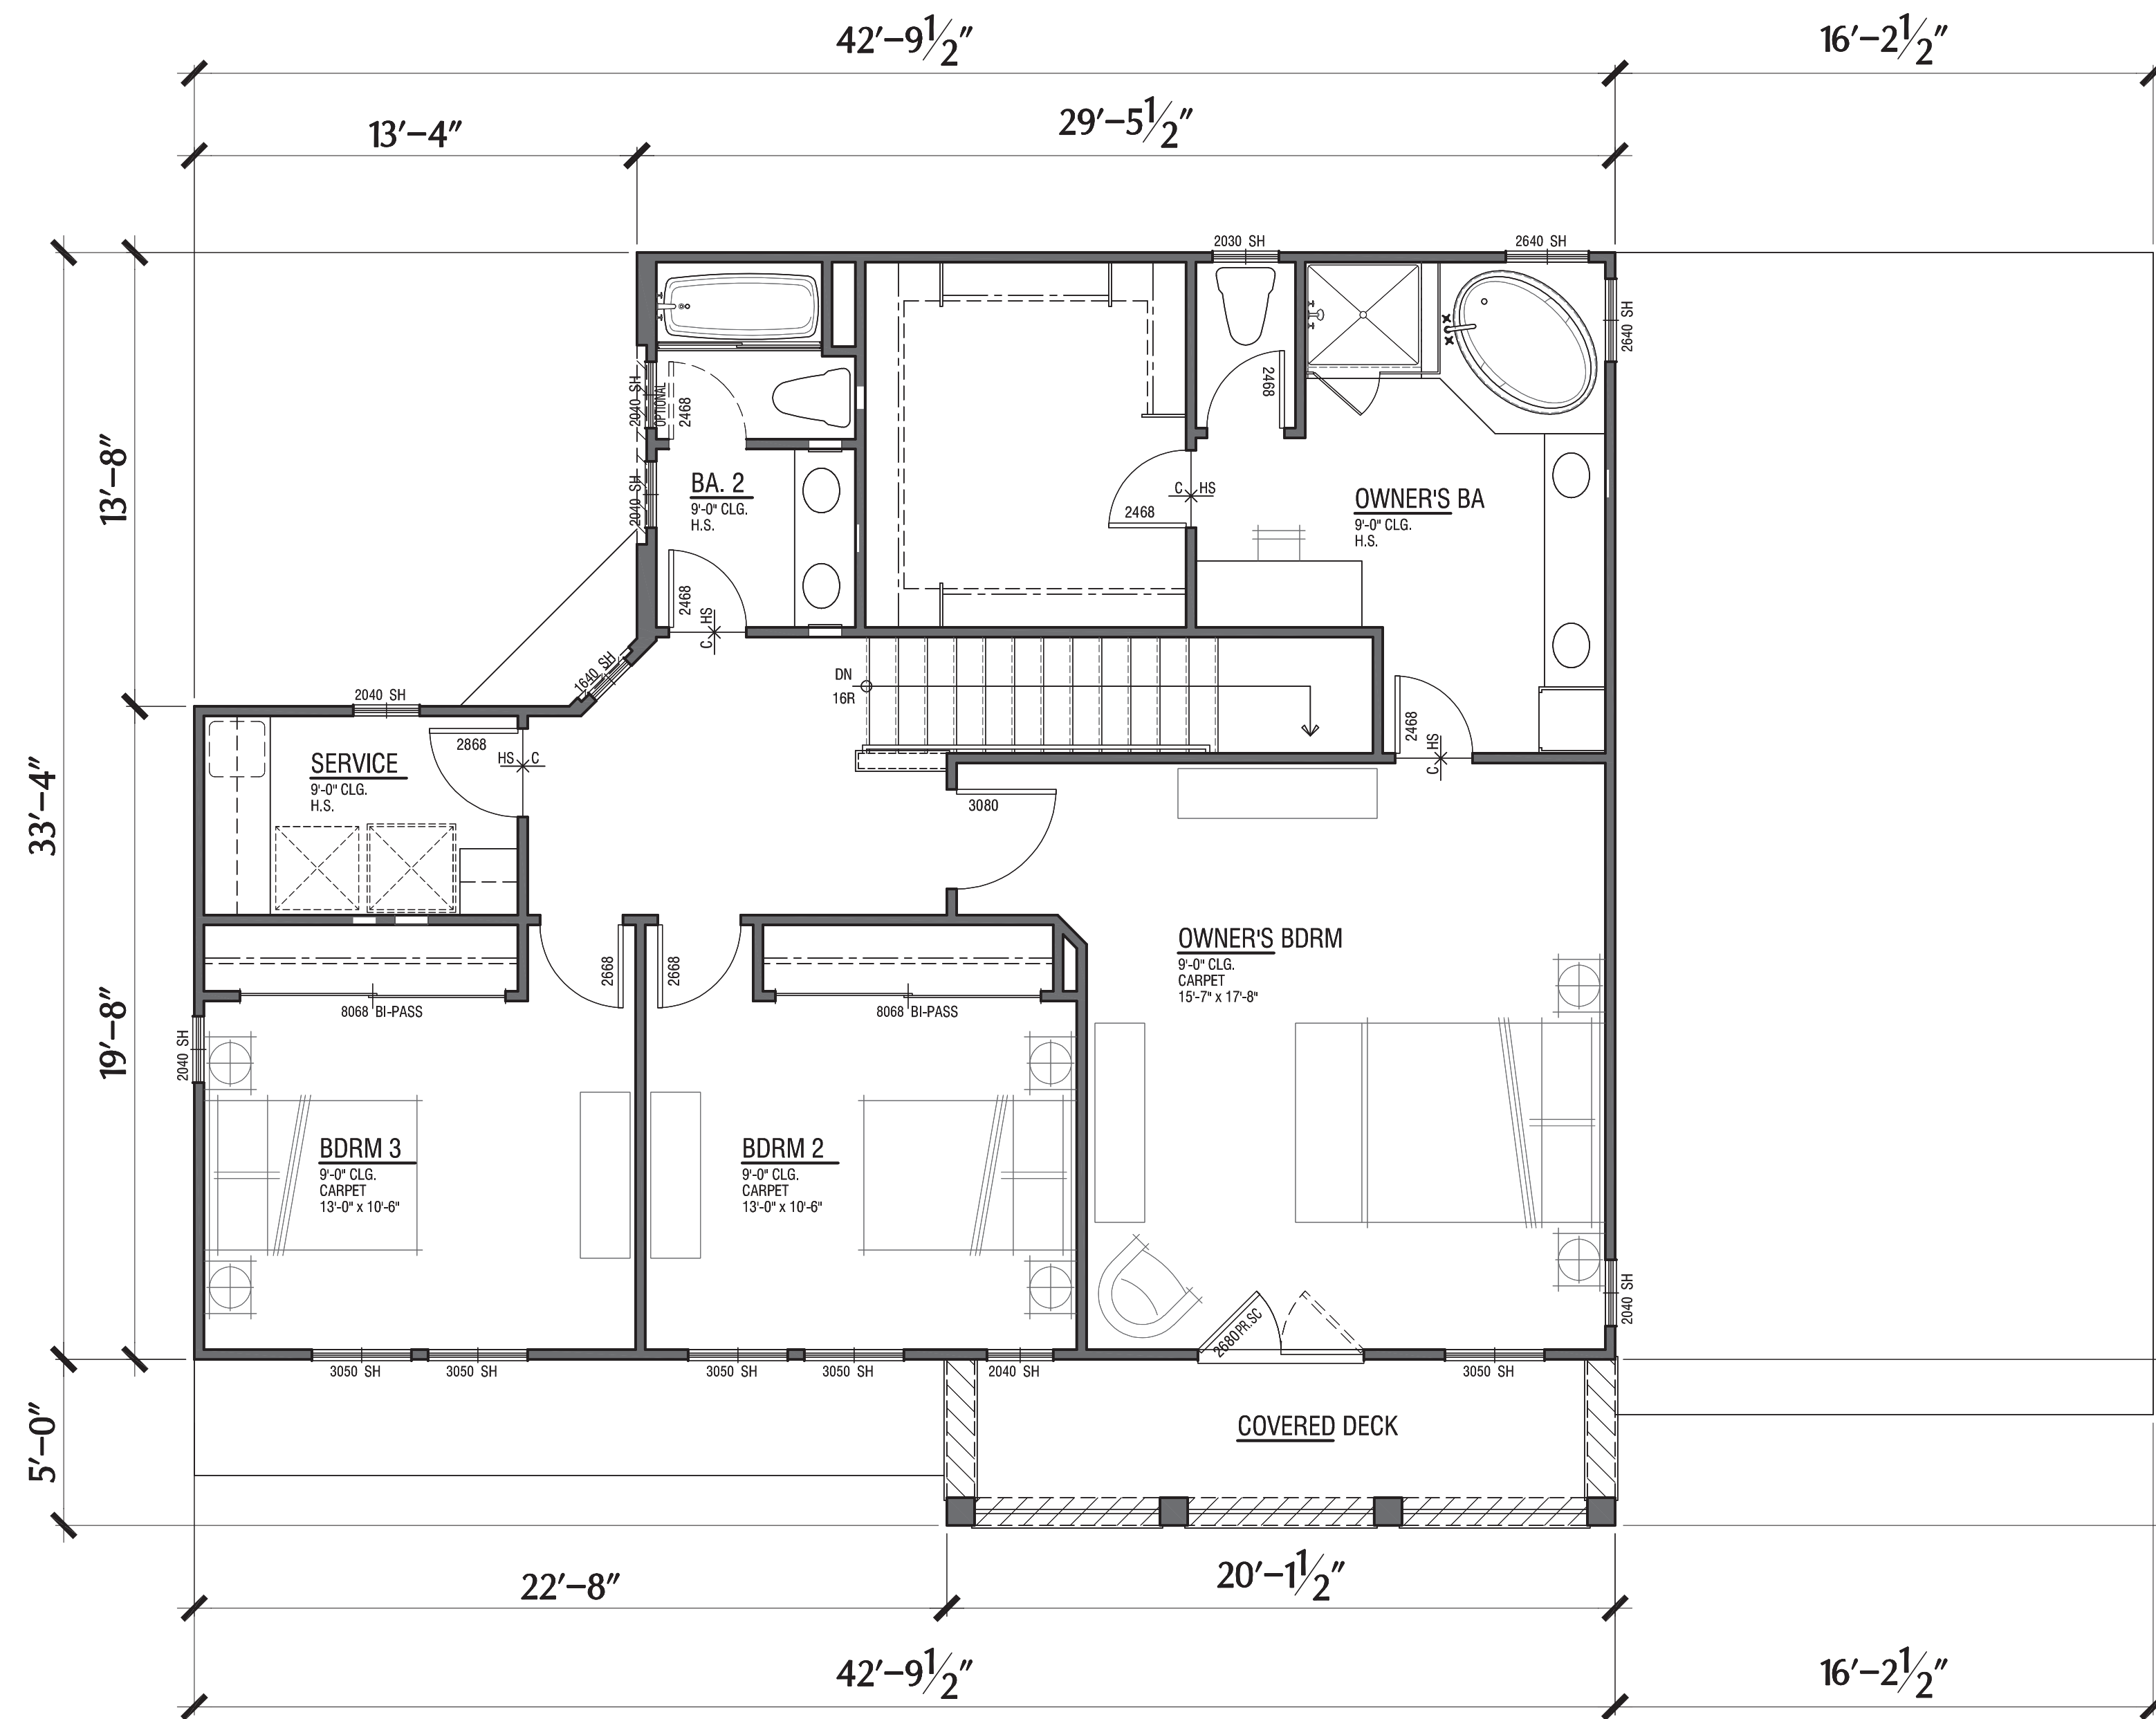 42'-9 1/2"
16'-2 1/2"
13'-4"
29'-5 1/2"
2030 SH
2640 SH
2640 SH
13'-8"
2040 SH
OPTIONAL
2468
2468
2040 SH
BA. 2
9'-0" CLG.
H.S.
C HS
2468
OWNER'S BA
9'-0" CLG.
H.S.
2468
C HS
1640 SH
DN
16R
2040 SH
2468
C HS
2868
HS C
SERVICE
9'-0" CLG.
H.S.
33'-4"
3080
OWNER'S BDRM
9'-0" CLG.
CARPET
15'-7" x 17'-8"
2668
2668
8068 BI-PASS
8068 BI-PASS
19'-8"
2040 SH
BDRM 3
9'-0" CLG.
CARPET
13'-0" x 10'-6"
BDRM 2
9'-0" CLG.
CARPET
13'-0" x 10'-6"
2040 SH
2680 PR.SC
3050 SH
3050 SH
3050 SH
3050 SH
2040 SH
3050 SH
5'-0"
COVERED DECK
22'-8"
20'-1 1/2"
42'-9 1/2"
16'-2 1/2"